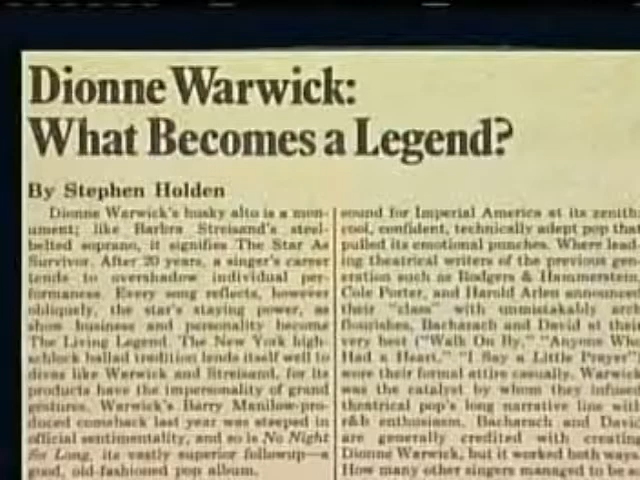 Dionne Warwick:
What Becomes a Legend?
By Stephen Holden
Dionne Warwick's husky alto is a mon-
ument; like Barbra Streisand's steel-
belted soprano, it signifies The Star As
Survivor. After 20 years, a singer's career
tends to overshadow individual per-
formances. Every song reflects, however
obliquely, the star's staying power, as
show business and personality become
The Living Legend. The New York high-
schlock ballad tradition lends itself well to
divas like Warwick and Streisand, for its
products have the impersonality of grand
gestures. Warwick's Barry Manilow-pro-
duced comeback last year was steeped in
official sentimentality, and so is No Night
So Long, its vastly superior followup—a
good, old-fashioned pop album.
sound for Imperial America at its zenith:
cool, confident, technically adept pop that
pulled its emotional punches. Where lead-
ing theatrical writers of the previous gen-
eration such as Rodgers & Hammerstein,
Cole Porter, and Harold Arlen announced
their "class" with unmistakably arch
flourishes, Bacharach and David at their
very best ("Walk On By," "Anyone Who
Had a Heart," "I Say a Little Prayer")
wore their formal attire casually. Warwick
was the catalyst by whom they infused
theatrical pop's long narrative line with
r&b enthusiasm. Bacharach and David
are generally credited with creating
Dionne Warwick, but it worked both ways.
How many other singers managed to be so